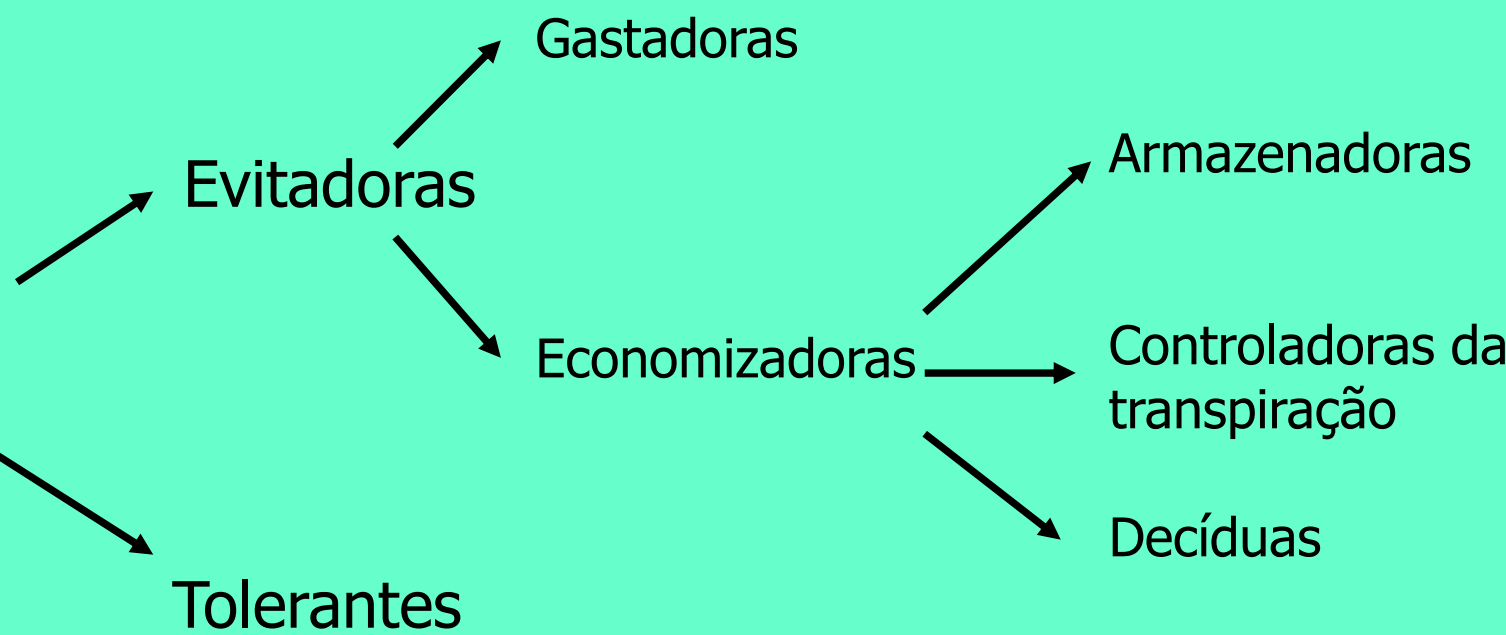 Gastadoras
Evitadoras
Armazenadoras
Economizadoras
Controladoras da
transpiração
Decíduas
Tolerantes